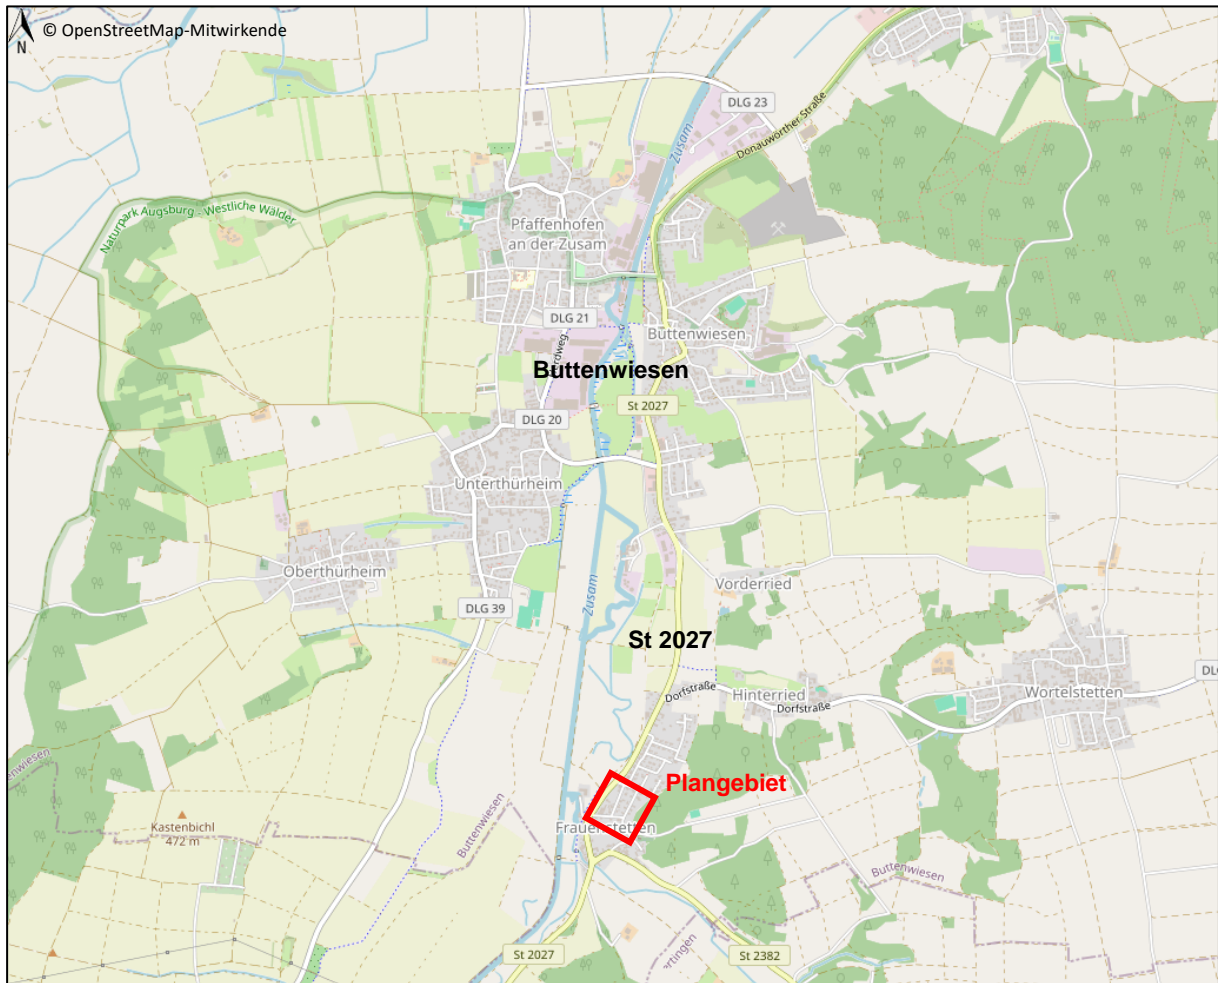 © OpenStreetMap-Mitwirkende
N
DLG 23
Zusam
Donauwörther Straße
Naturpark Augsburg - Westliche Wälder
Pfaffenhofen
an der Zusam
DLG 21
Buttenwiesen
Buttenwiesen
St 2027
DLG 20
Unterthürheim
Oberthürheim
Zusam
Vorderried
DLG 39
St 2027
Dorfstraße
Hinterried
Dorfstraße
Wortelstetten
Plangebiet
Buttenwiesen
Kastenbichl
472 m
Frauenstetten
Buttenwiesen
St 2027
St 2382